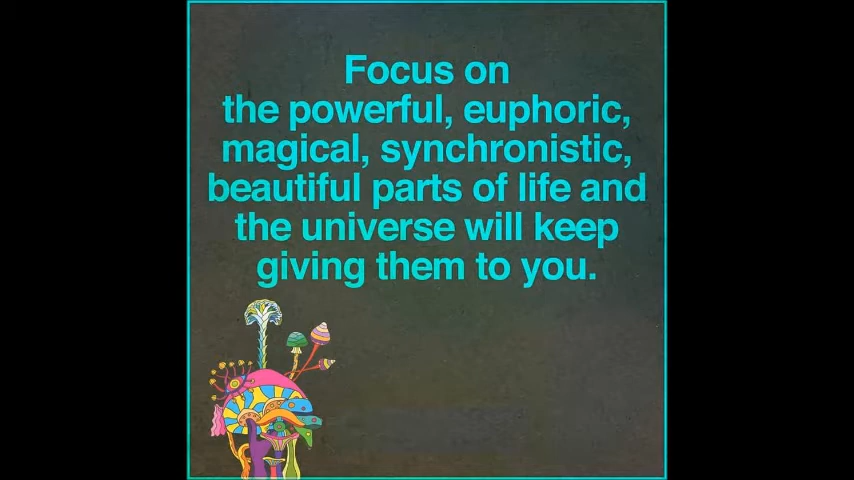 Focus on
the powerful, euphoric,
magical, synchronistic,
beautiful parts of life and
the universe will keep
giving them to you.